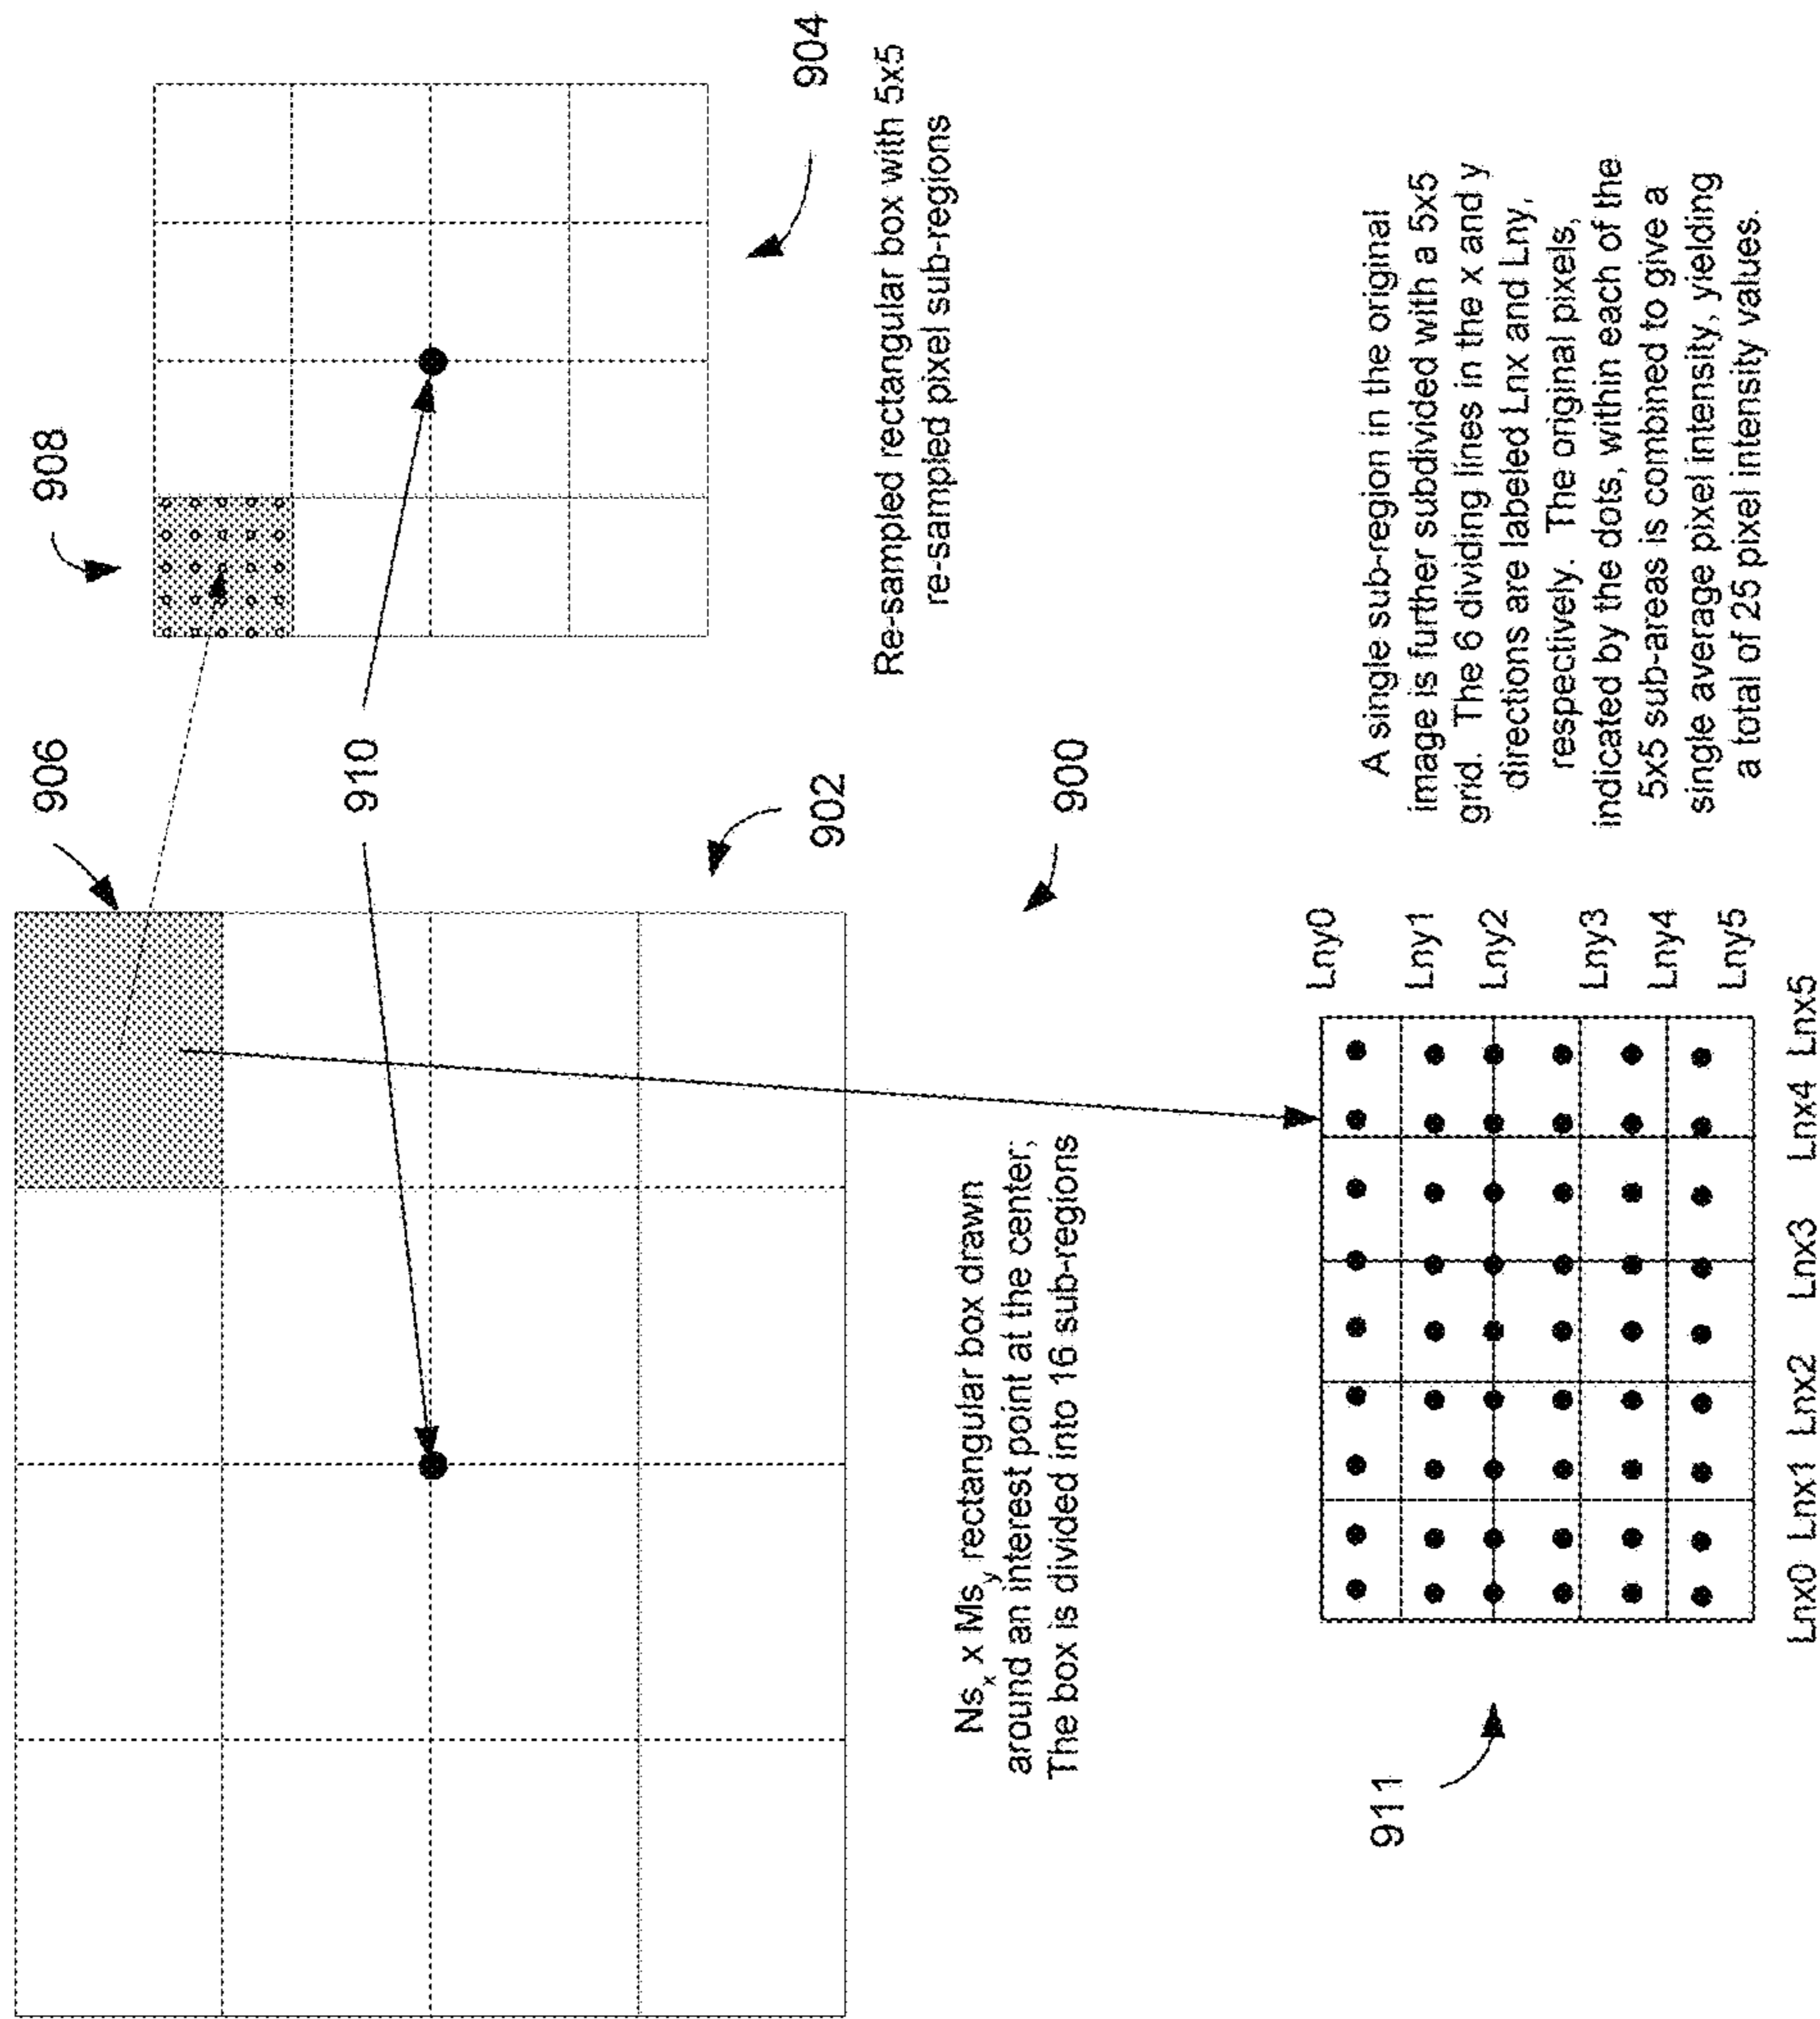 906
908
910
902
904
900
Ns_x x Ms_y rectangular box drawn
around an interest point at the center;
The box is divided into 16 sub-regions
Re-sampled rectangular box with 5x5
re-sampled pixel sub-regions
911
Lny0
Lny1
Lny2
Lny3
Lny4
Lny5
Lnx0 Lnx1 Lnx2 Lnx3 Lnx4 Lnx5
A single sub-region in the original
image is further subdivided with a 5x5
grid. The 6 dividing lines in the x and y
directions are labeled Lnx and Lny,
respectively. The original pixels,
indicated by the dots, within each of the
5x5 sub-areas is combined to give a
single average pixel intensity, yielding
a total of 25 pixel intensity values.